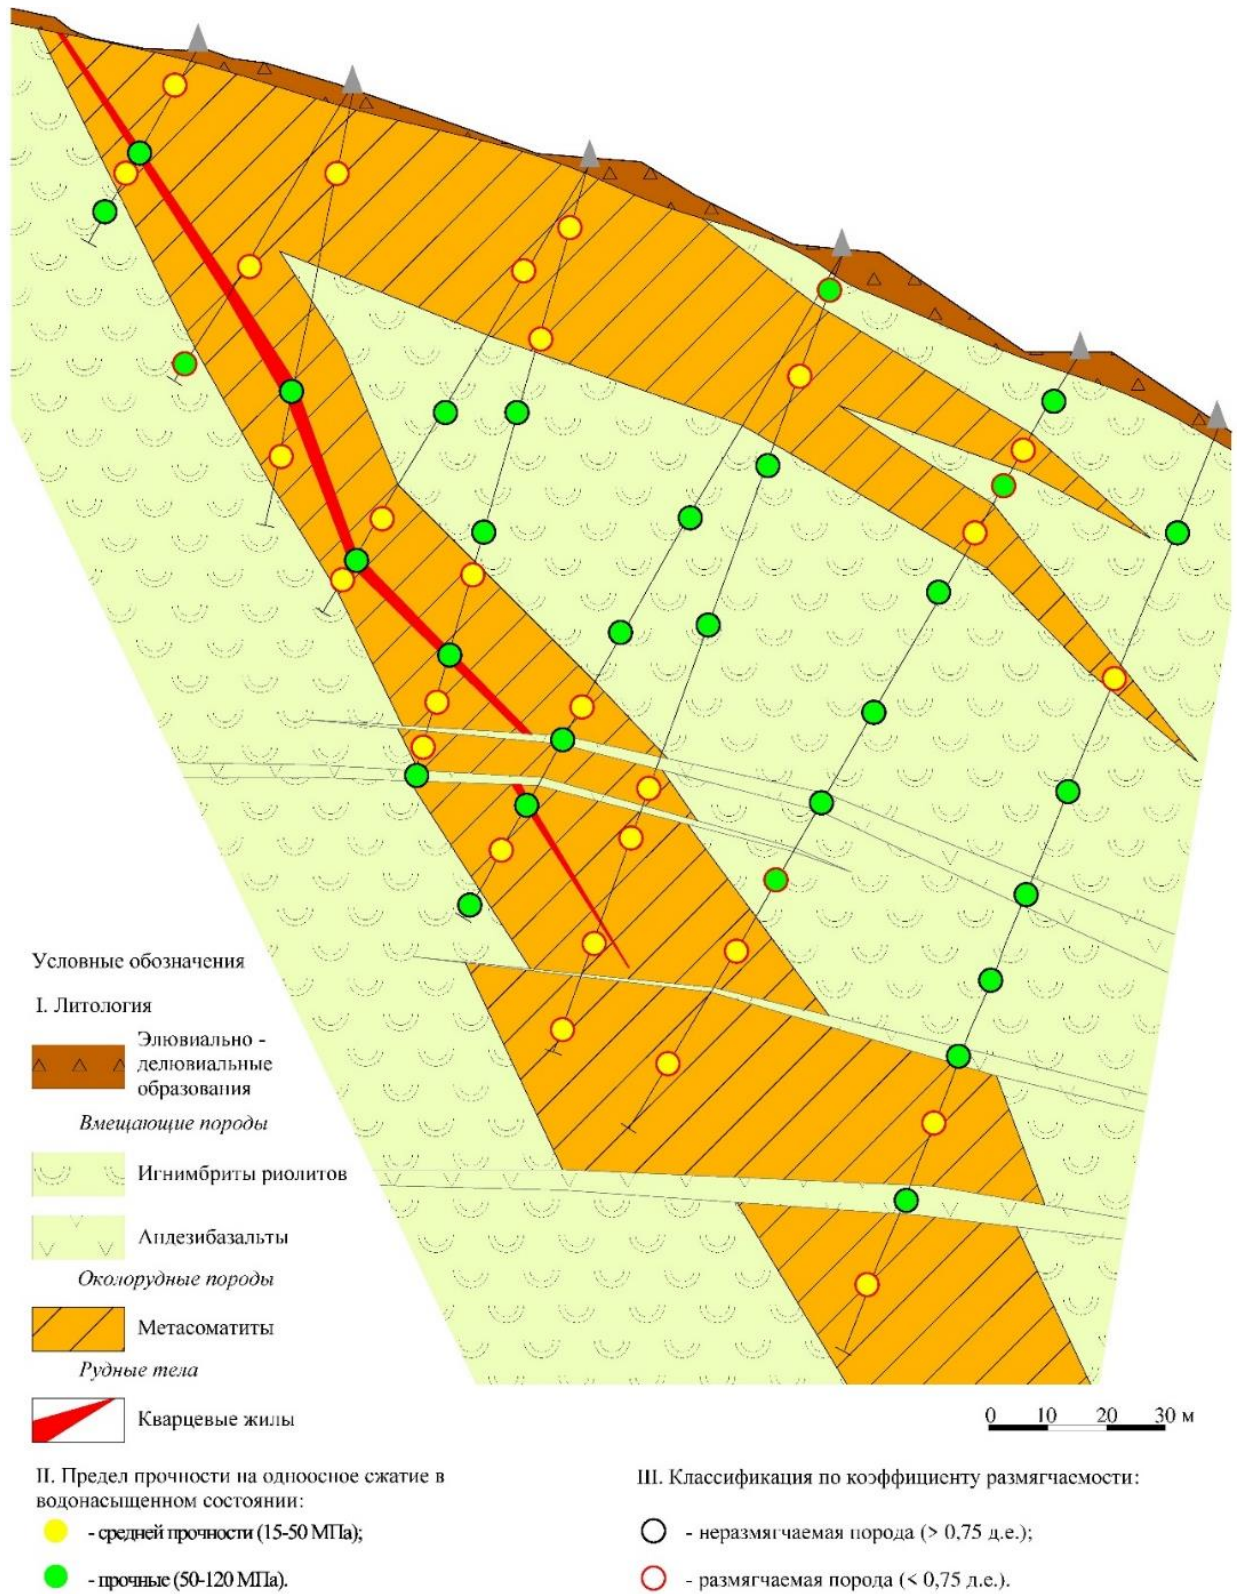 Условные обозначения
I. Литология
Элювиально -
делювиальные
образования
Вмещающие породы
Игнимбриты риолитов
Андезибазальты
Околорудные породы
Метасоматиты
Рудные тела
Кварцевые жилы
0 10 20 30 м
II. Предел прочности на одноосное сжатие в
водонасыщенном состоянии:
- средней прочности (15-50 МПа);
- прочные (50-120 МПа).
III. Классификация по коэффициенту размягчаемости:
- неразмягчаемая порода (> 0,75 д.е.);
- размягчаемая порода (< 0,75 д.е.).